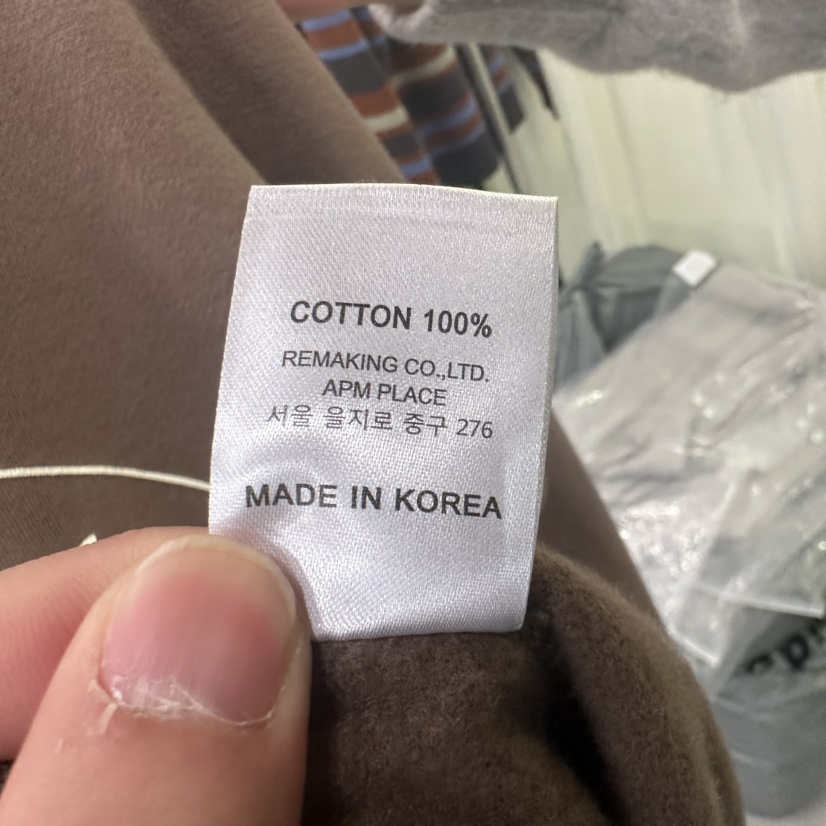 COTTON 100%
REMAKING CO.,LTD.
APM PLACE
서울 을지로 중구 276
MADE IN KOREA